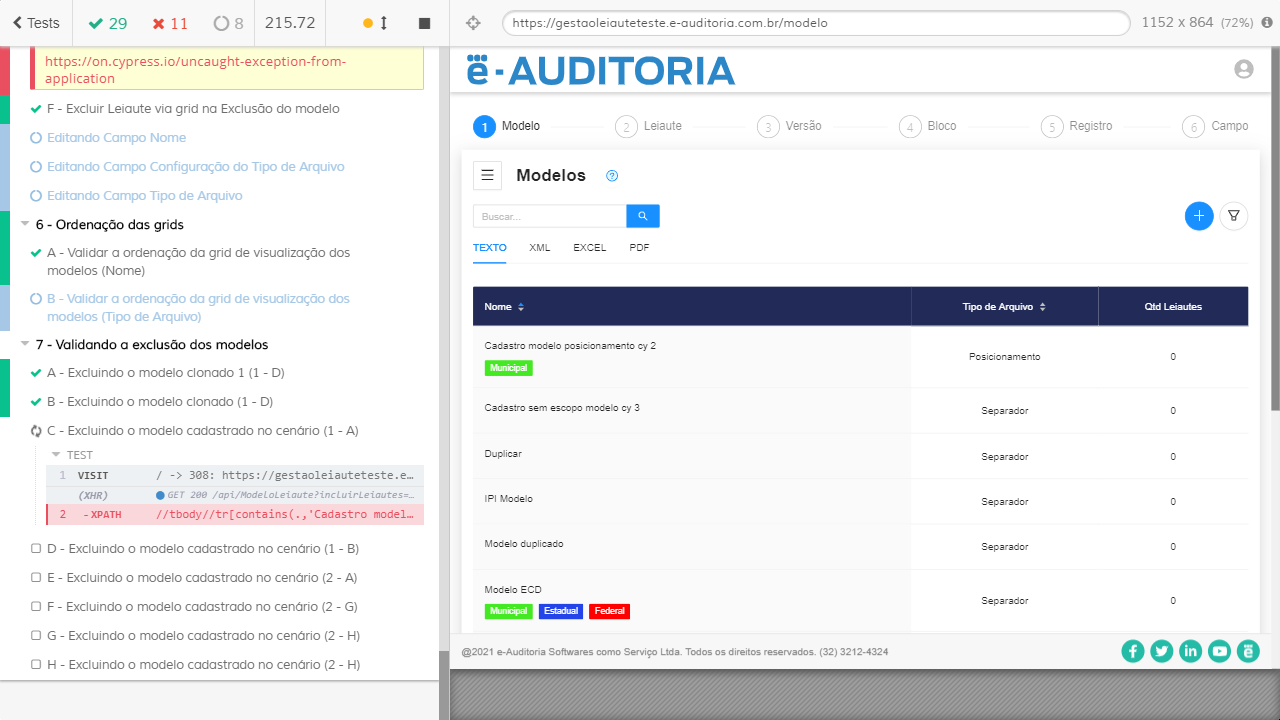 Tests
29
11
8
215.72
https://gestaoleiauteteste.e-auditoria.com.br/modelo
1152 x 864 (72%)
https://on.cypress.io/uncaught-exception-from-
application
F - Excluir Leiaute via grid na Exclusão do modelo
Editando Campo Nome
Editando Campo Configuração do Tipo de Arquivo
Editando Campo Tipo de Arquivo
6 - Ordenação das grids
A - Validar a ordenação da grid de visualização dos
modelos (Nome)
B - Validar a ordenação da grid de visualização dos
modelos (Tipo de Arquivo)
7 - Validando a exclusão dos modelos
A - Excluindo o modelo clonado 1 (1 - D)
B - Excluindo o modelo clonado (1 - D)
C - Excluindo o modelo cadastrado no cenário (1 - A)
TEST
1 VISIT / -> 308: https://gestaoleiauteteste.e…
(XHR) GET 200 /api/ModeloLeiaute?incluirLeiautes=…
2 -XPATH //tbody//tr[contains(.,'Cadastro model…
D - Excluindo o modelo cadastrado no cenário (1 - B)
E - Excluindo o modelo cadastrado no cenário (2 - A)
F - Excluindo o modelo cadastrado no cenário (2 - G)
G - Excluindo o modelo cadastrado no cenário (2 - H)
H - Excluindo o modelo cadastrado no cenário (2 - H)
ë-AUDITORIA
1 Modelo
2 Leiaute
3 Versão
4 Bloco
5 Registro
6 Campo
Modelos
Buscar...
TEXTO XML EXCEL PDF
Nome Tipo de Arquivo Qtd Leiautes
Cadastro modelo posicionamento cy 2
Municipal
Posicionamento 0
Cadastro sem escopo modelo cy 3 Separador 0
Duplicar Separador 0
IPI Modelo Separador 0
Modelo duplicado Separador 0
Modelo ECD
Municipal Estadual Federal
Separador 0
@2021 e-Auditoria Softwares como Serviço Ltda. Todos os direitos reservados. (32) 3212-4324